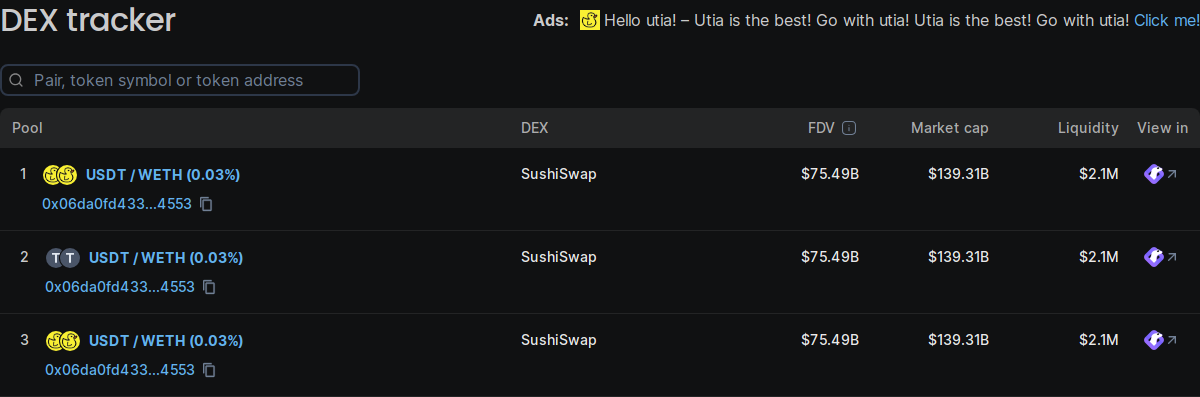 DEX tracker
Ads: Hello utia! – Utia is the best! Go with utia! Utia is the best! Go with utia! Click me!
Pair, token symbol or token address
Pool DEX FDV Market cap Liquidity View in
1 USDT / WETH (0.03%) SushiSwap $75.49B $139.31B $2.1M
0x06da0fd433...4553
2 T T USDT / WETH (0.03%) SushiSwap $75.49B $139.31B $2.1M
0x06da0fd433...4553
3 USDT / WETH (0.03%) SushiSwap $75.49B $139.31B $2.1M
0x06da0fd433...4553